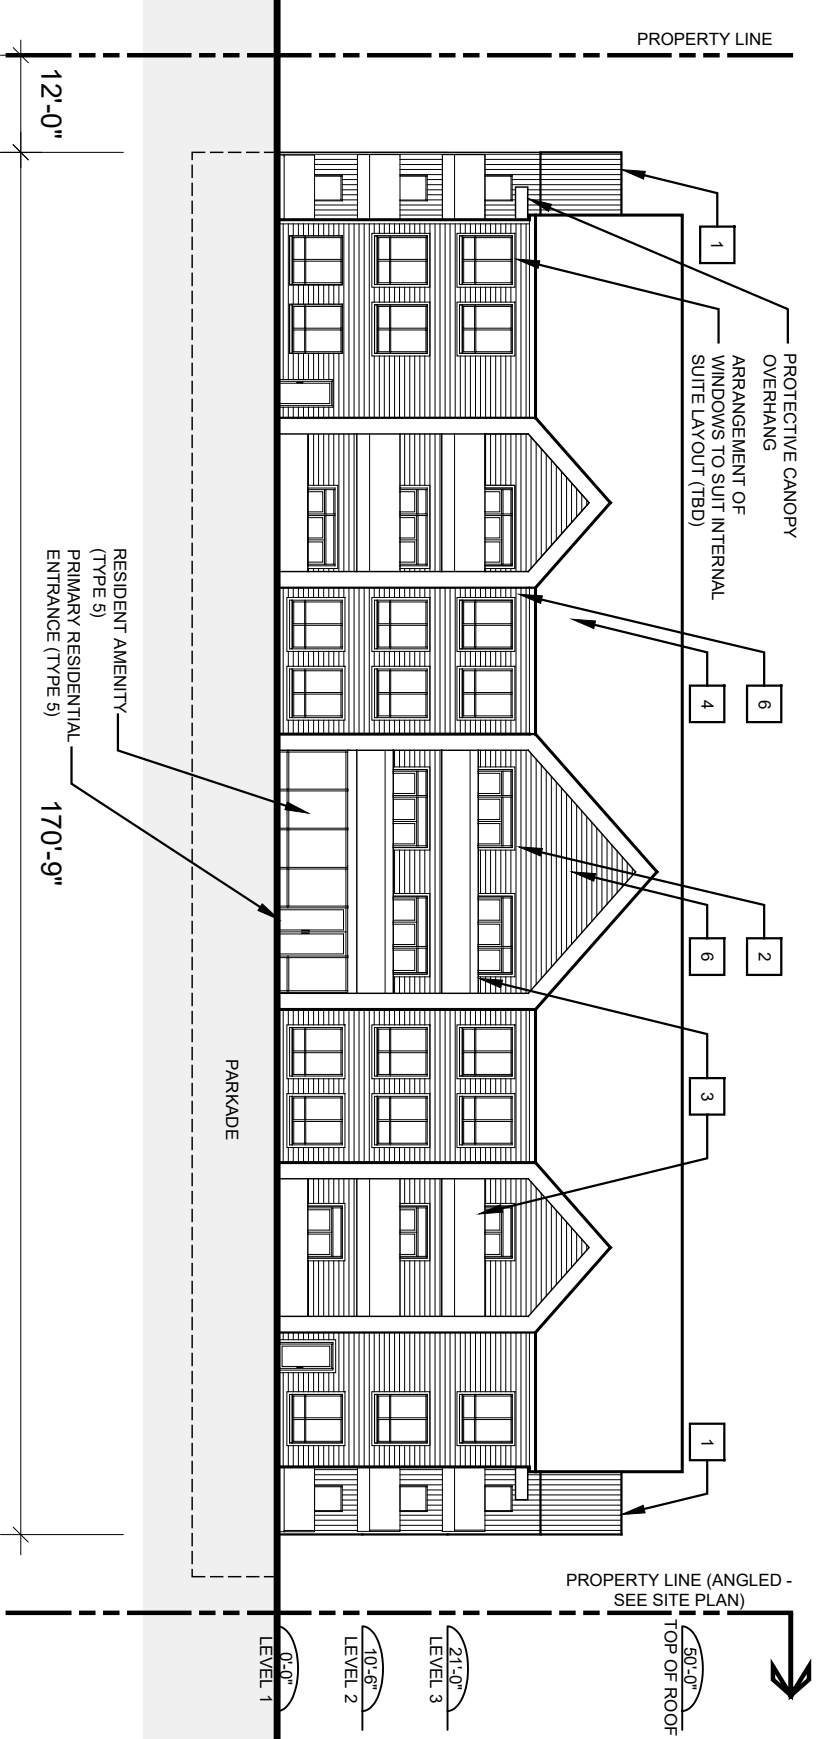 PROPERTY LINE
12'-0"
1
PROTECTIVE CANOPY
OVERHANG
ARRANGEMENT OF
WINDOWS TO SUIT INTERNAL
SUITE LAYOUT (TBD)
6
4
RESIDENT AMENITY
(TYPE 5)
PRIMARY RESIDENTIAL
ENTRANCE (TYPE 5)
170'-9"
2
6
3
PARKADE
1
PROPERTY LINE (ANGLED -
SEE SITE PLAN)
50'-0"
TOP OF ROOF
21'-0"
LEVEL 3
10'-6"
LEVEL 2
0'-0"
LEVEL 1